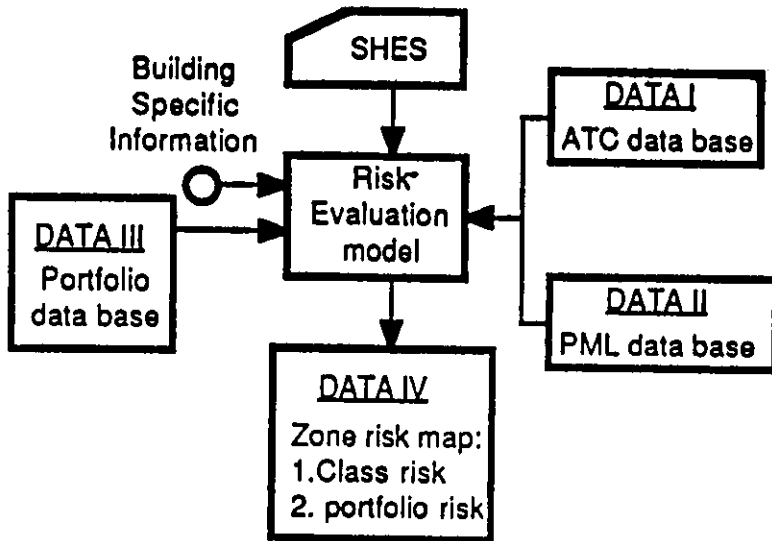 SHES
Building
Specific
Information
DATA I
ATC data base
Risk
Evaluation
model
DATA III
Portfolio
data base
DATA II
PML data base
DATA IV
Zone risk map:
1.Class risk
2. portfolio risk